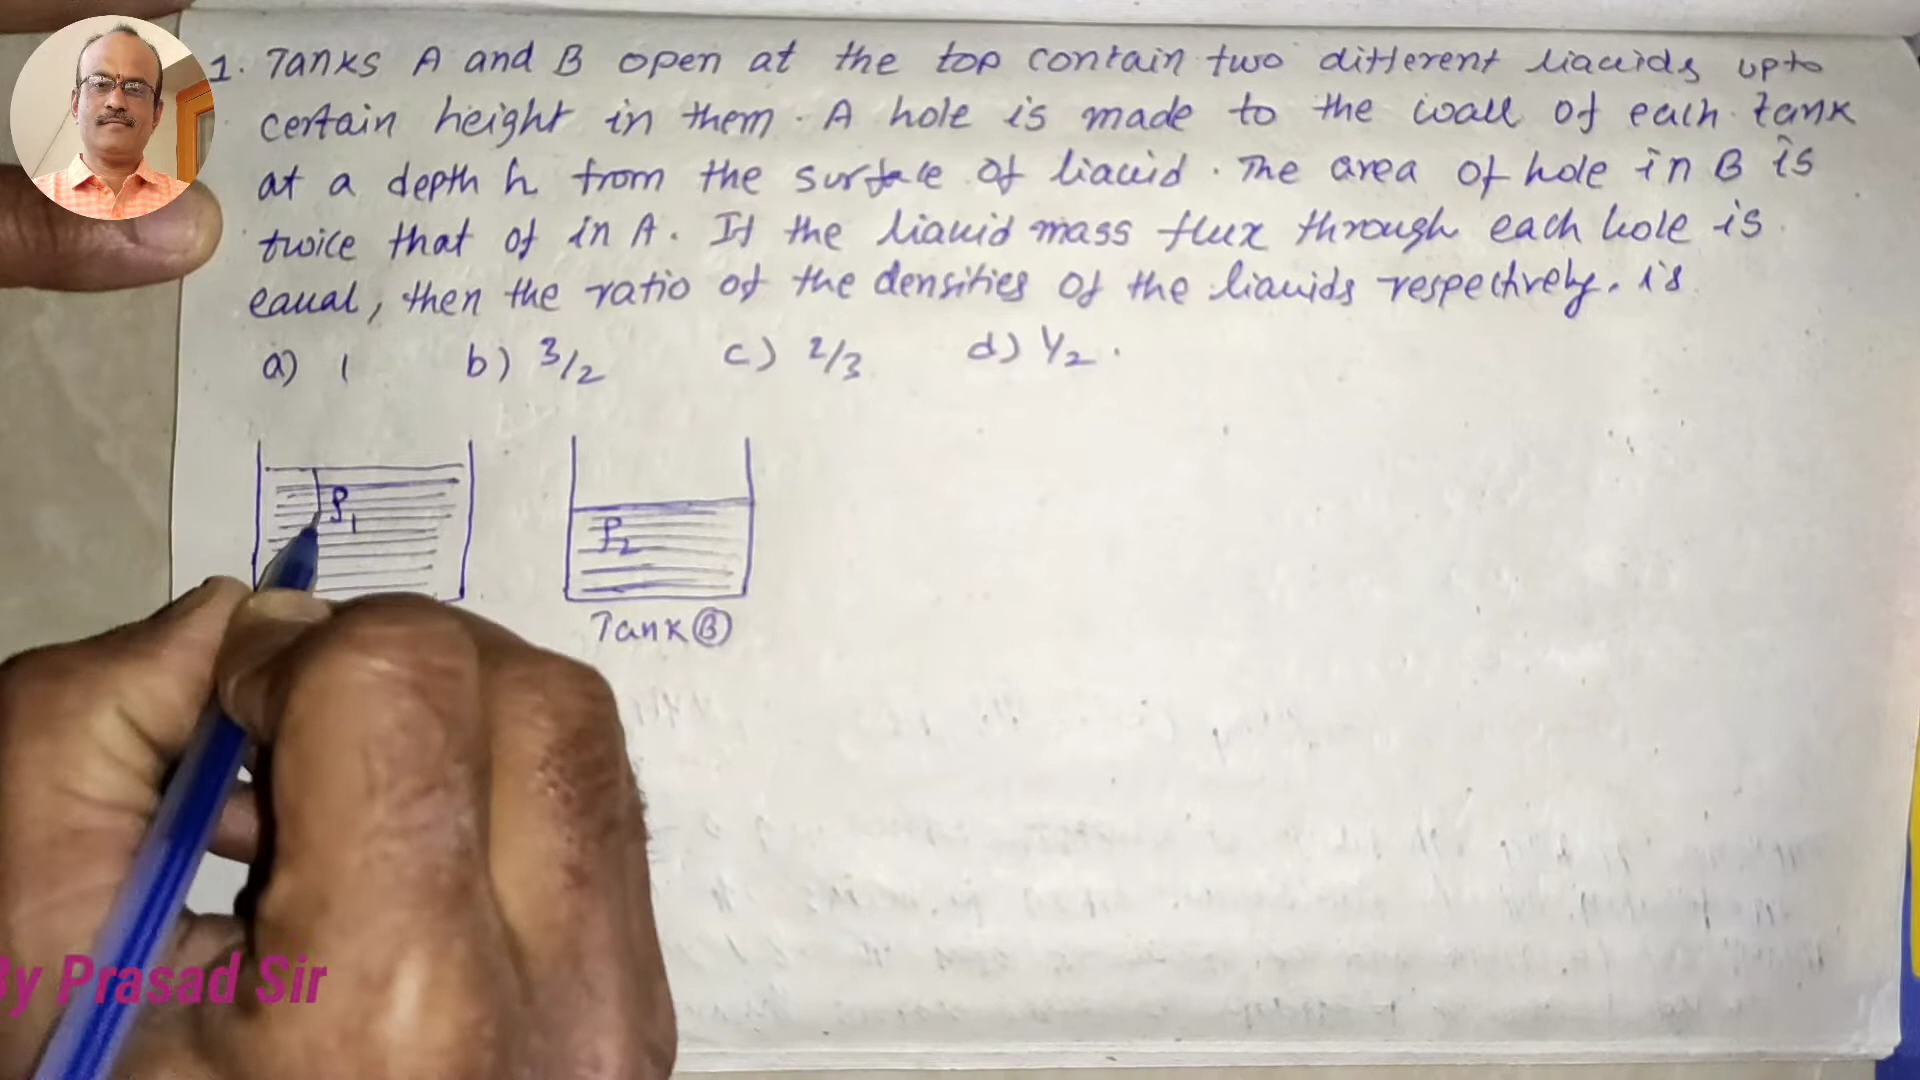 1. Tanks A and B open at the top contain two different liquids upto
certain height in them. A hole is made to the wall of each tank
at a depth h from the surface of liquid. The area of hole in B is
twice that of in A. If the liquid mass flux through each hole is
equal, then the ratio of the densities of the liquids respectively, is
a) 1 b) 3/2 c) 2/3 d) 1/2.
ρ1
ρ2
Tank B
By Prasad Sir